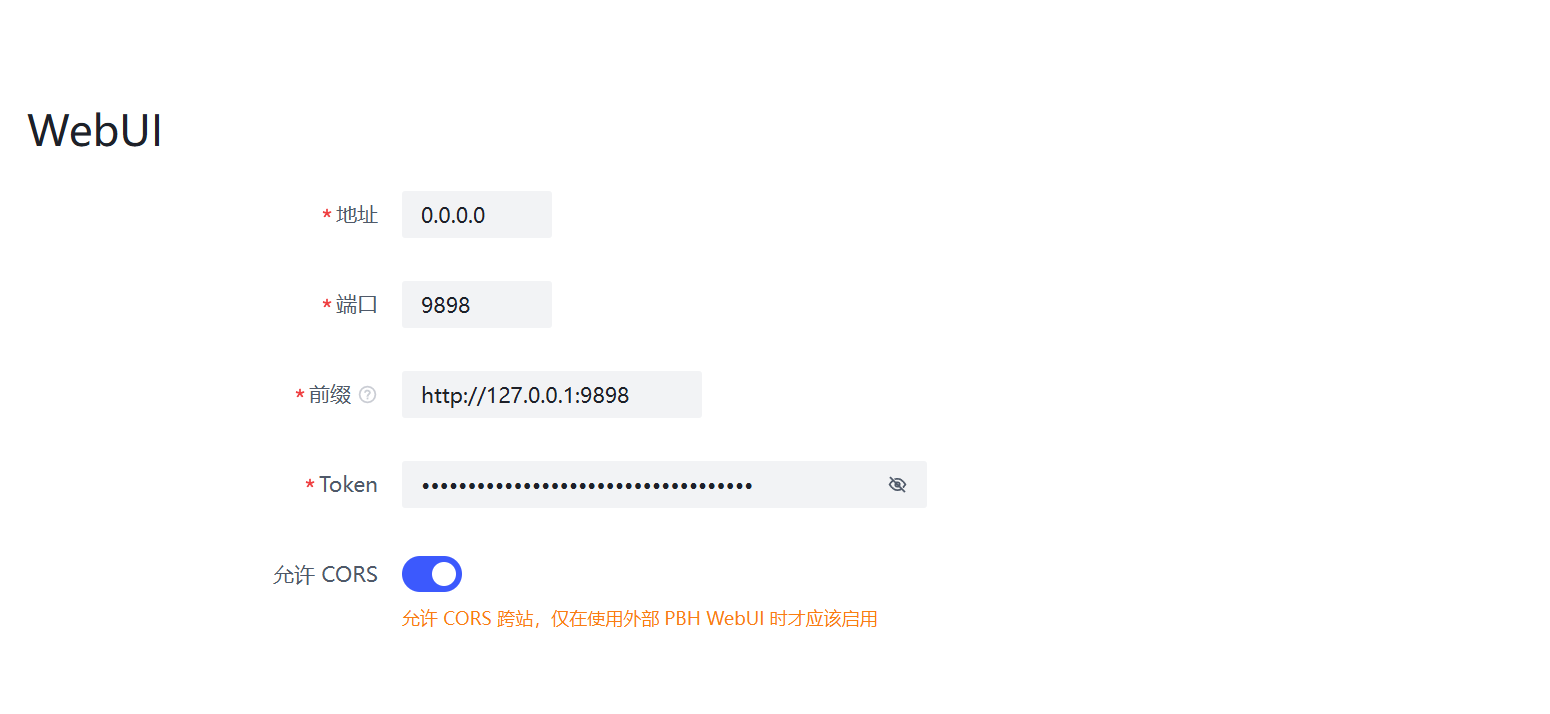 WebUI
* 地址 0.0.0.0
* 端口 9898
* 前缀 http://127.0.0.1:9898
* Token ••••••••••••••••••••••••••••••••••••
允许 CORS
允许 CORS 跨站，仅在使用外部 PBH WebUI 时才应该启用